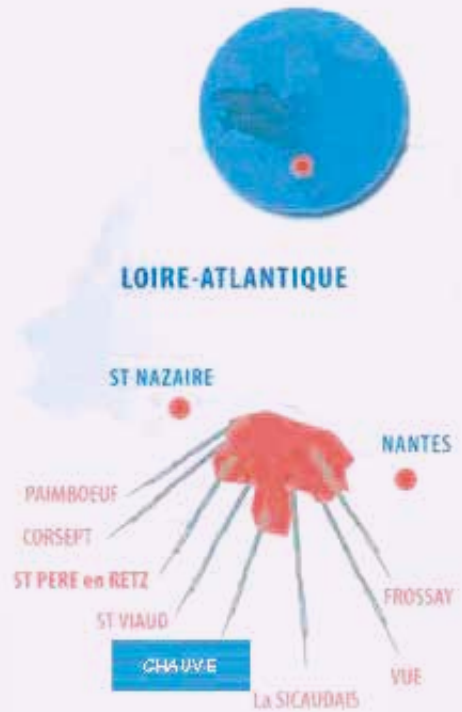 LOIRE-ATLANTIQUE
ST NAZAIRE
NANTES
PAIMBOEUF
CORSEPT
ST PERE en RETZ
FROSSAY
ST VIAUD
CHAUVE
VUE
La SICAUDAIS